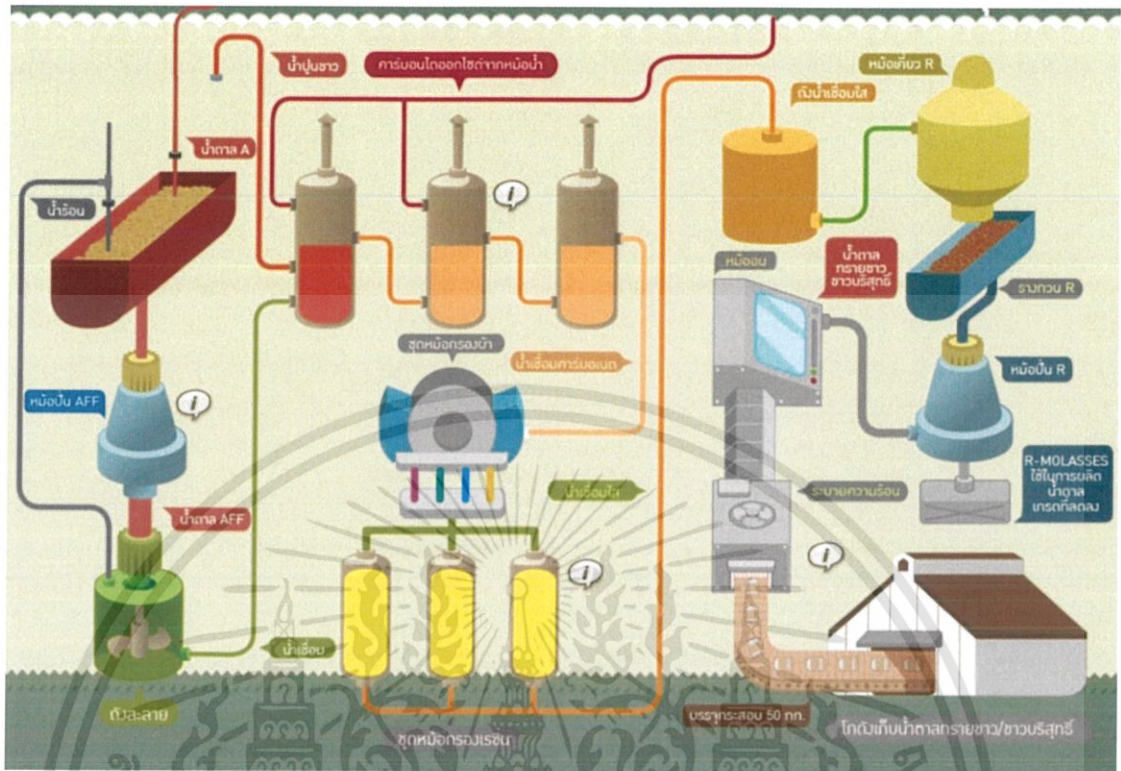 น้ำปูนขาว
คาร์บอนไดออกไซด์จากหม้อน้ำ
หม้อเคี่ยว R
ถังน้ำเชื่อมใส
น้ำตาล A
น้ำร้อน
น้ำตาล
ทรายขาว
ขาวบริสุทธิ์
หม้ออบ
รางกวน R
ชุดหม้อกรองผ้า
น้ำเชื่อมคาร์บอเนต
หม้อปั่น R
หม้อปั่น AFF
R-MOLASSES
ใช้ในการผลิต
น้ำตาล
เกรดที่ลดลง
น้ำเชื่อมใส
ระบายความร้อน
น้ำตาล AFF
น้ำเชื่อม
ถังละลาย
ชุดหม้อกรองเรซิน
บรรจุกระสอบ 50 กก.
โกดังเก็บน้ำตาลทรายขาว/ขาวบริสุทธิ์